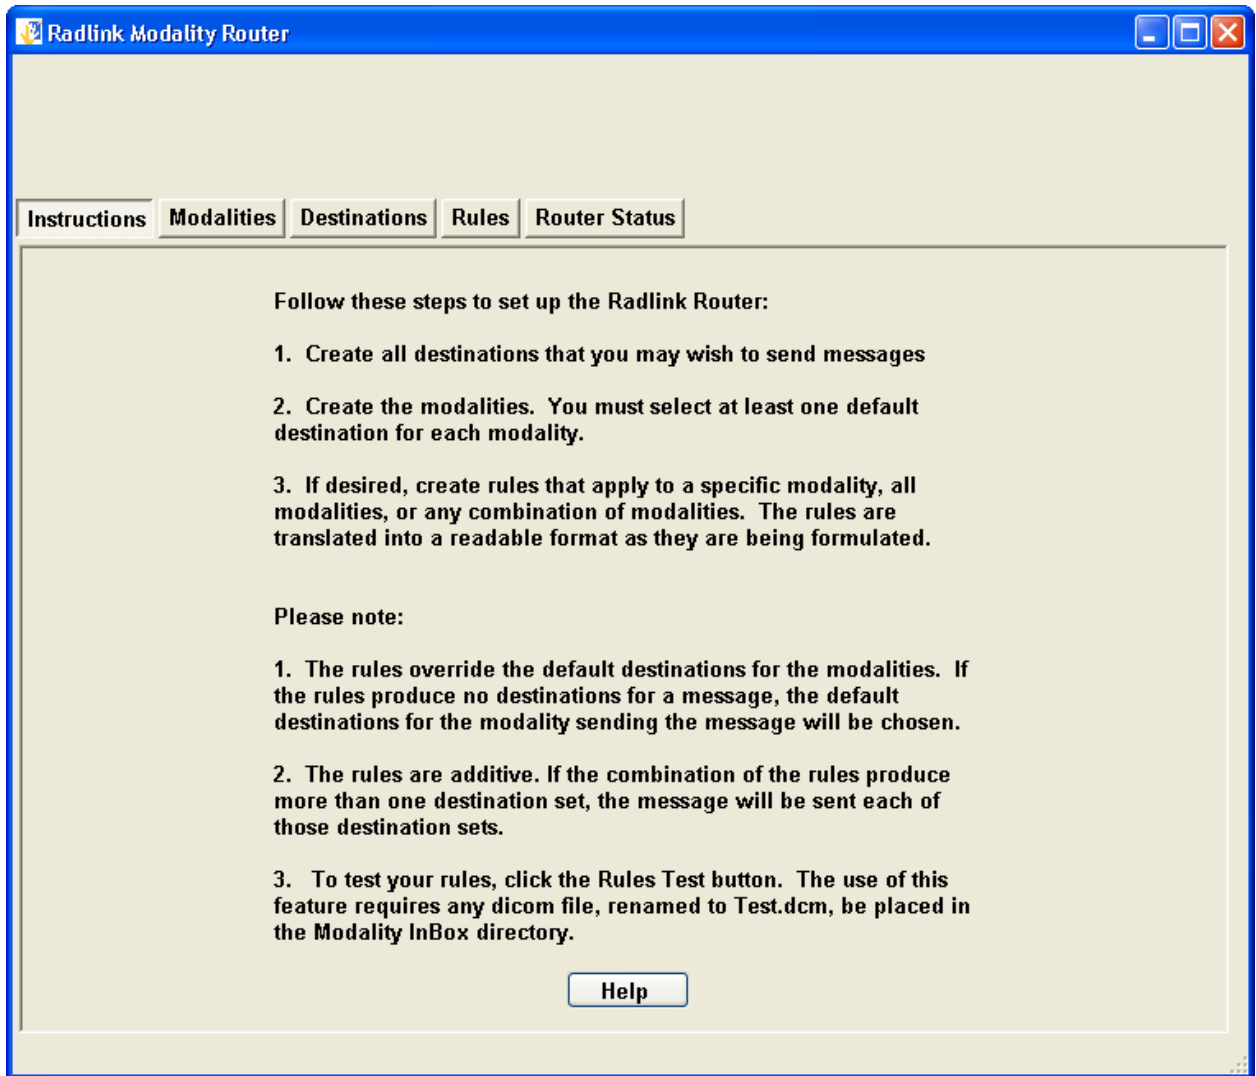 Radlink Modality Router
Instructions Modalities Destinations Rules Router Status
Follow these steps to set up the Radlink Router:
1. Create all destinations that you may wish to send messages
2. Create the modalities. You must select at least one default
destination for each modality.
3. If desired, create rules that apply to a specific modality, all
modalities, or any combination of modalities. The rules are
translated into a readable format as they are being formulated.
Please note:
1. The rules override the default destinations for the modalities. If
the rules produce no destinations for a message, the default
destinations for the modality sending the message will be chosen.
2. The rules are additive. If the combination of the rules produce
more than one destination set, the message will be sent each of
those destination sets.
3. To test your rules, click the Rules Test button. The use of this
feature requires any dicom file, renamed to Test.dcm, be placed in
the Modality InBox directory.
Help